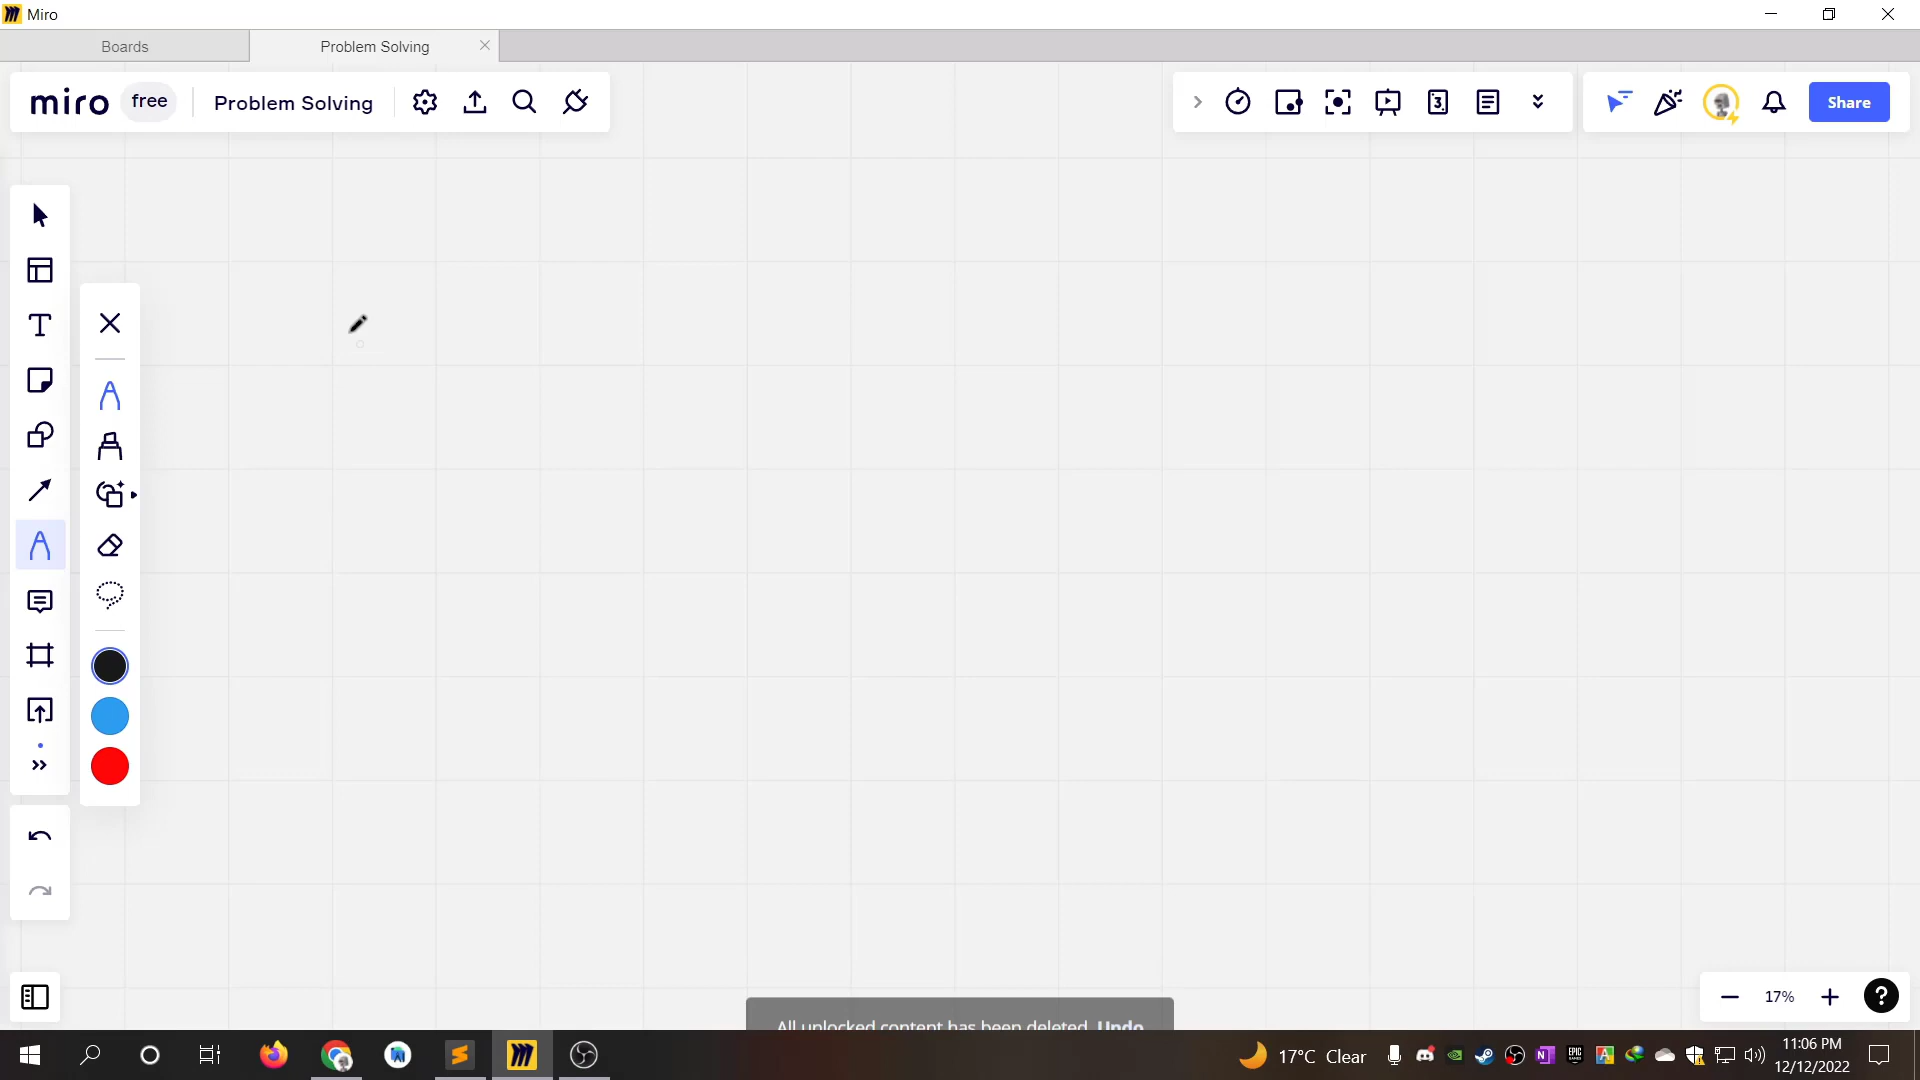 Miro
Boards
Problem Solving
miro free Problem Solving
3
Share
T
17%
?
All unlocked content has been deleted Undo
17°C Clear
11:06 PM
12/12/2022